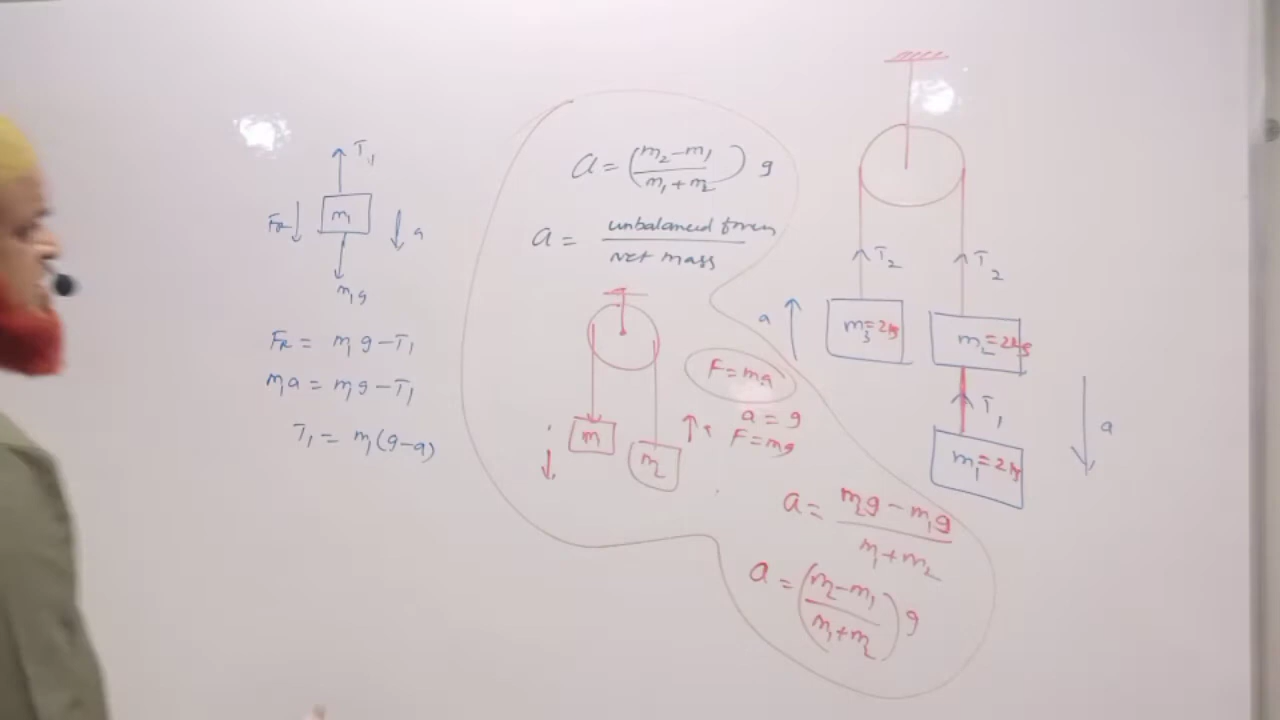 T₁
m₁
F_R
a
m₁g
F_R = m₁g-T₁
m₁a = m₁g-T₁
T₁ = m₁(g-a)
a = (m₂-m₁/m₁+m₂) g
a = unbalanced force/Net mass
m₂
F=ma
a = g
F=mg
a = m₂g - m₁g/m₁+m₂
a = (m₂-m₁/m₁+m₂) g
T₂
T₂
a
m₃=2kg
m₂=2kg
T₁
a
m₁=2kg